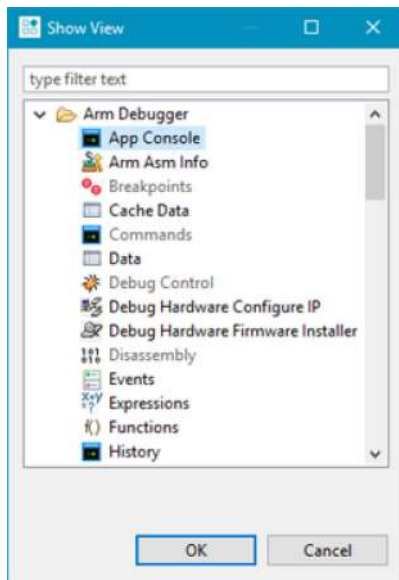 Show View
type filter text
Arm Debugger
App Console
Arm Asm Info
Breakpoints
Cache Data
Commands
Data
Debug Control
Debug Hardware Configure IP
Debug Hardware Firmware Installer
Disassembly
Events
Expressions
Functions
History
OK
Cancel